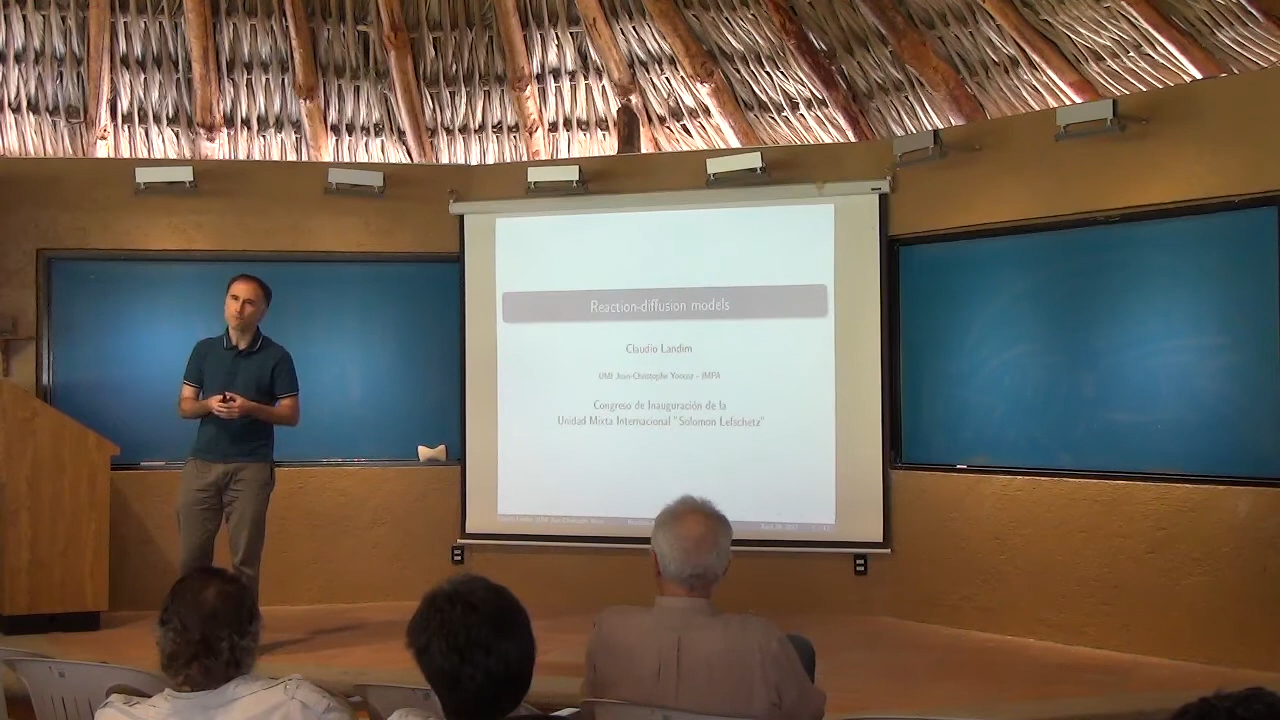 Reaction-diffusion models
Claudio Landim
UMI Jean-Christophe Yoccoz - IMPA
Congreso de Inauguración de la
Unidad Mixta Internacional "Solomon Lefschetz"